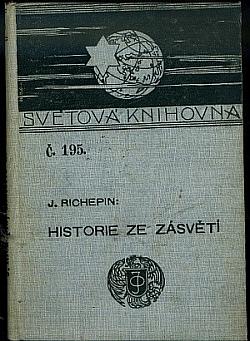 SVĚTOVÁ KNIHOVNA
č. 195.
J. RICHEPIN:
HISTORIE ZE ZÁSVĚTÍ